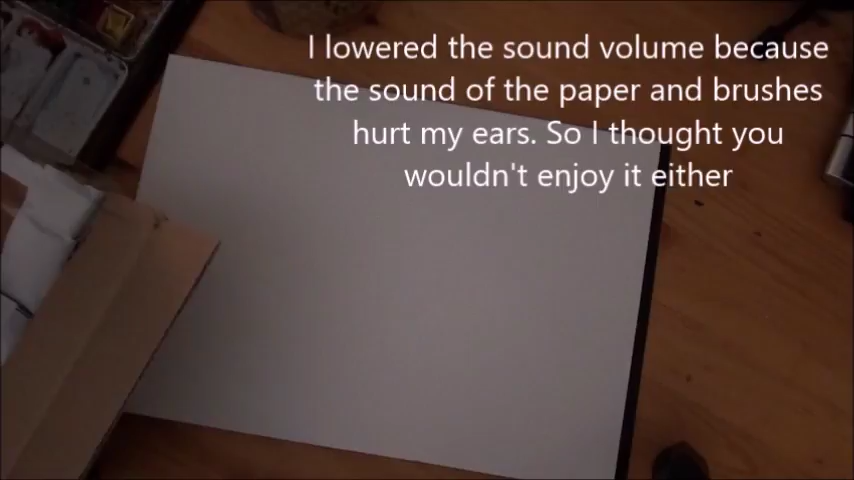 I lowered the sound volume because
the sound of the paper and brushes
hurt my ears. So I thought you
wouldn't enjoy it either